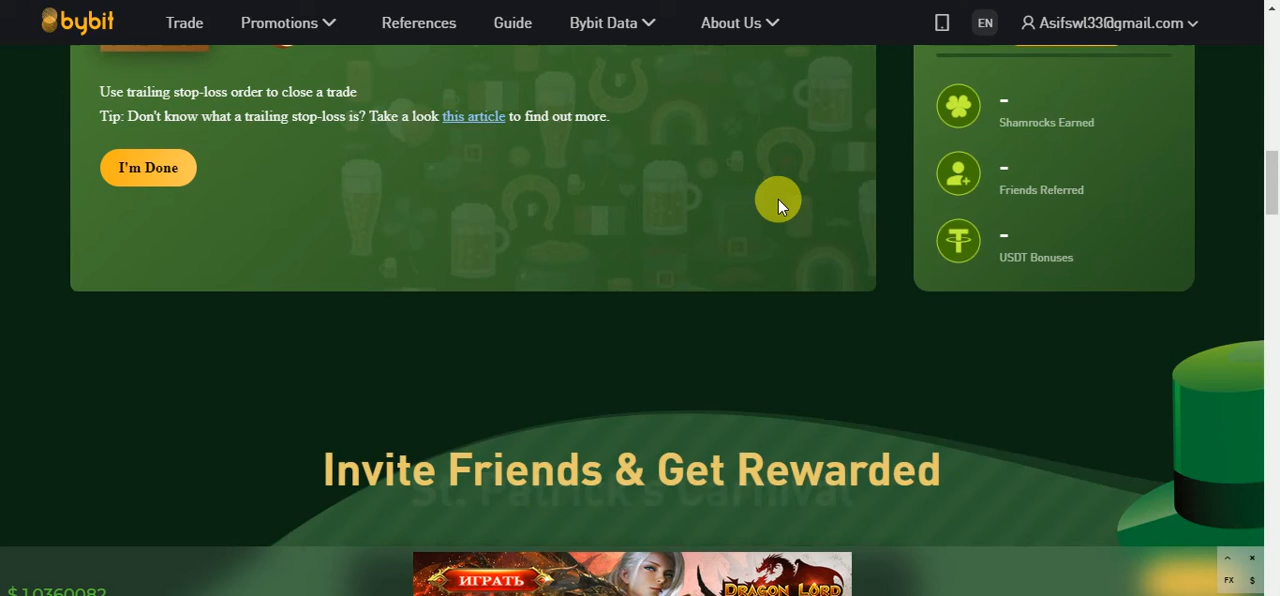 bybit Trade Promotions References Guide Bybit Data About Us EN Asifswl33@gmail.com
Use trailing stop-loss order to close a trade
Tip: Don't know what a trailing stop-loss is? Take a look this article to find out more.
I'm Done
-
Shamrocks Earned
-
Friends Referred
-
USDT Bonuses
Invite Friends & Get Rewarded
St. Patrick's Carnival
ИГРАТЬ
DRAGON LORD
FX $
$1.0360082